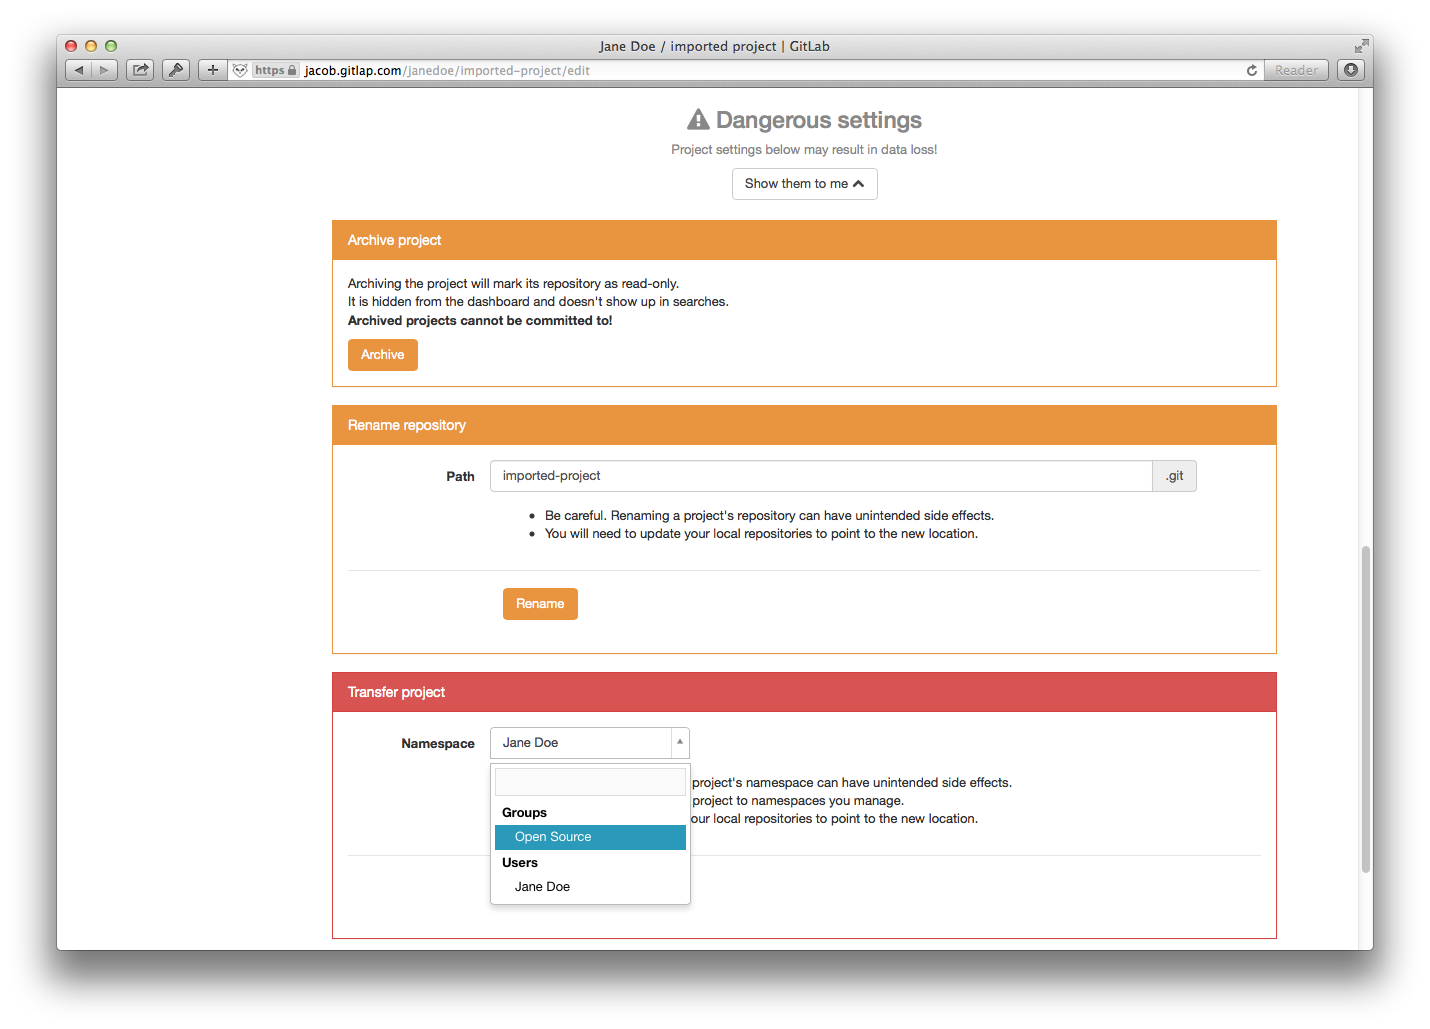 Jane Doe / imported project | GitLab
https jacob.gitlap.com/janedoe/imported-project/edit
Reader
Dangerous settings
Project settings below may result in data loss!
Show them to me
Archive project
Archiving the project will mark its repository as read-only.
It is hidden from the dashboard and doesn't show up in searches.
Archived projects cannot be committed to!
Archive
Rename repository
Path imported-project .git
Be careful. Renaming a project's repository can have unintended side effects.
You will need to update your local repositories to point to the new location.
Rename
Transfer project
Namespace Jane Doe
project's namespace can have unintended side effects.
project to namespaces you manage.
our local repositories to point to the new location.
Groups
Open Source
Users
Jane Doe